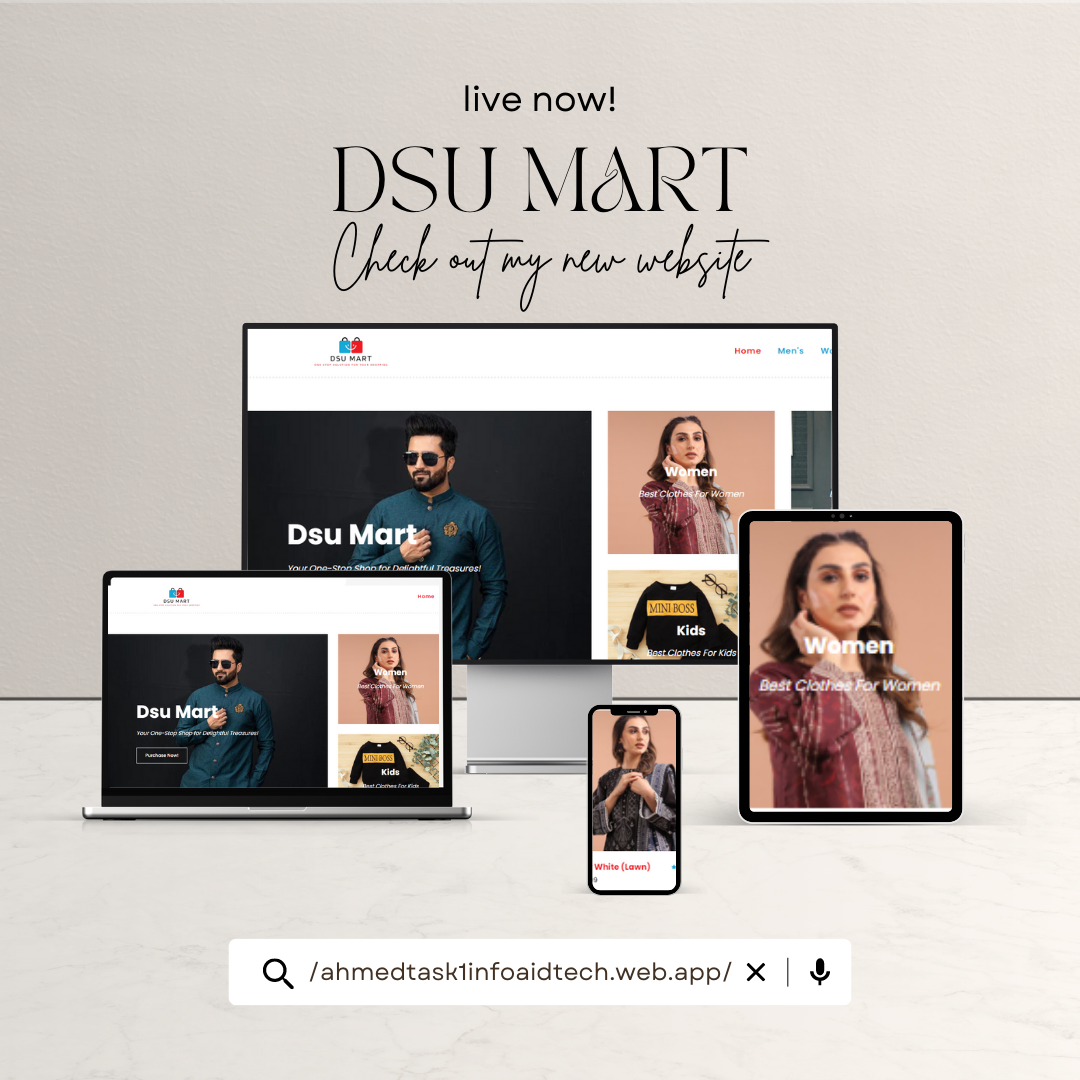 live now!
DSU MART
Check out my new website
DSU MART
Home Men's
Women
Best Clothes For Women
Dsu Mart
Your One-Stop Shop for Delightful Treasures!
MINI BOSS
Kids
Best Clothes For Kids
DSU MART
Home
Women
Best Clothes For Women
Dsu Mart
Your One-Stop Shop for Delightful Treasures!
Purchase Now!
MINI BOSS
Kids
Best Clothes For Kids
Women
Best Clothes For Women
White (Lawn)
9
/ahmedtask1infoaidtech.web.app/